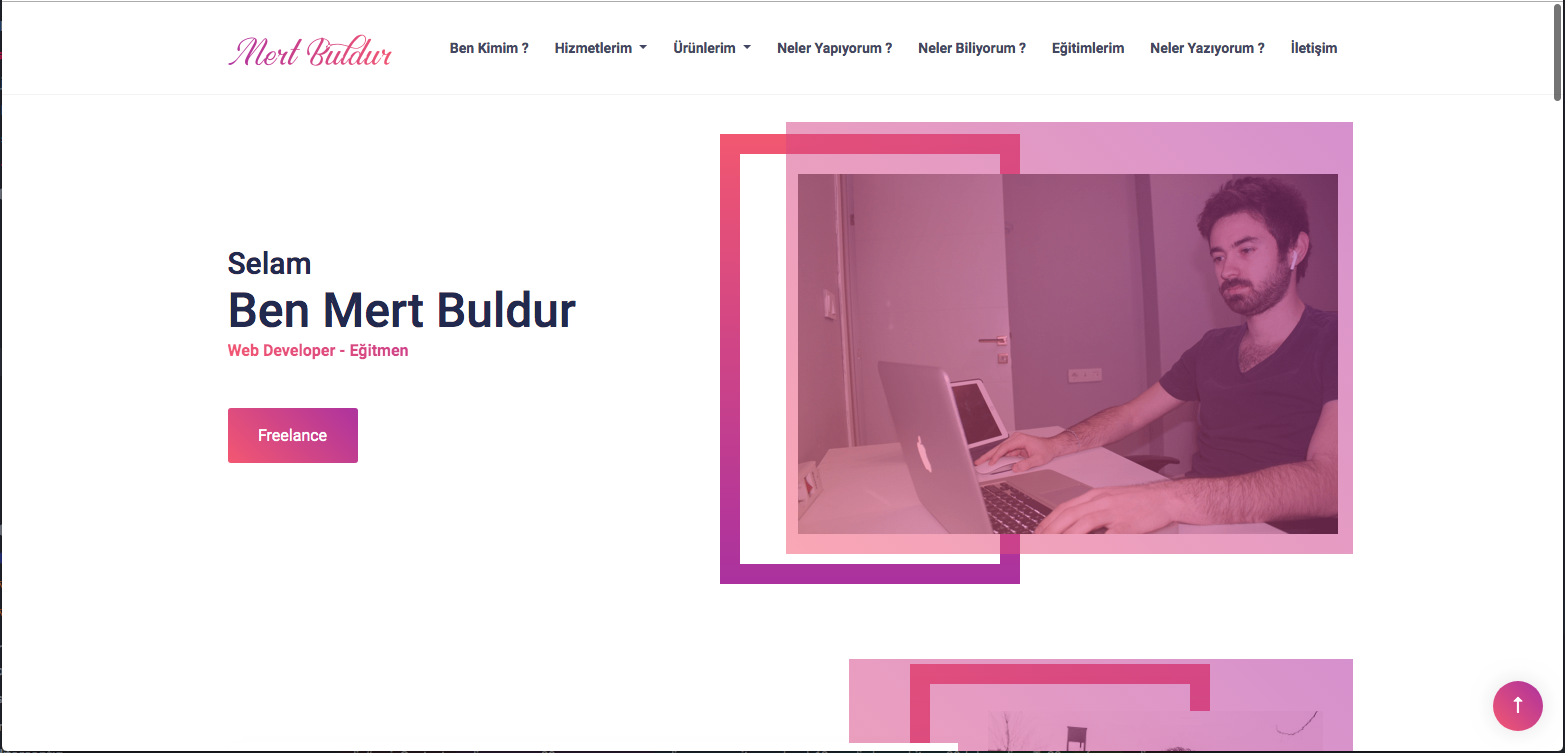 Mert Buldur
Ben Kimim ? Hizmetlerim Ürünlerim Neler Yapıyorum ? Neler Biliyorum ? Eğitimlerim Neler Yazıyorum ? İletişim
Selam
Ben Mert Buldur
Web Developer - Eğitmen
Freelance